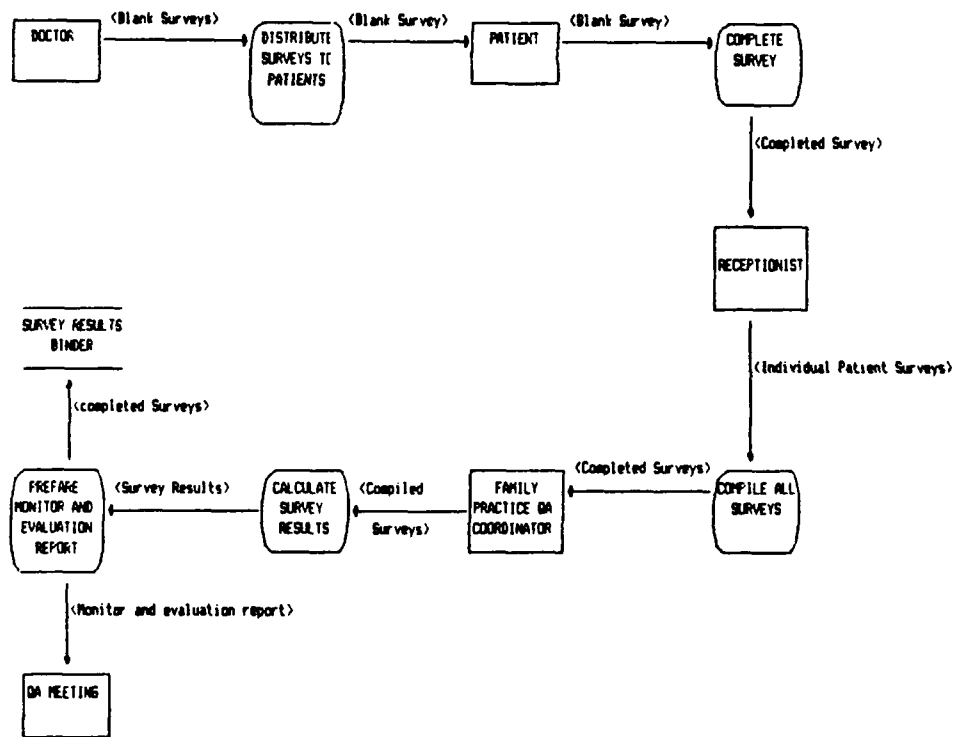 <Blank Surveys>
<Blank Survey>
<Blank Survey>
DOCTOR
DISTRIBUTE
SURVEYS TO
PATIENTS
PATIENT
COMPLETE
SURVEY
<Completed Survey>
RECEPTIONIST
SURVEY RESULTS
BINDER
<Individual Patient Surveys>
<completed Surveys>
<Completed Surveys>
PREFARE
MONITOR AND
EVALUATION
REPORT
<Survey Results>
CALCULATE
SURVEY
RESULTS
<Compiled
Surveys>
FAMILY
PRACTICE QA
COORDINATOR
COMPILE ALL
SURVEYS
<Monitor and evaluation report>
QA MEETING